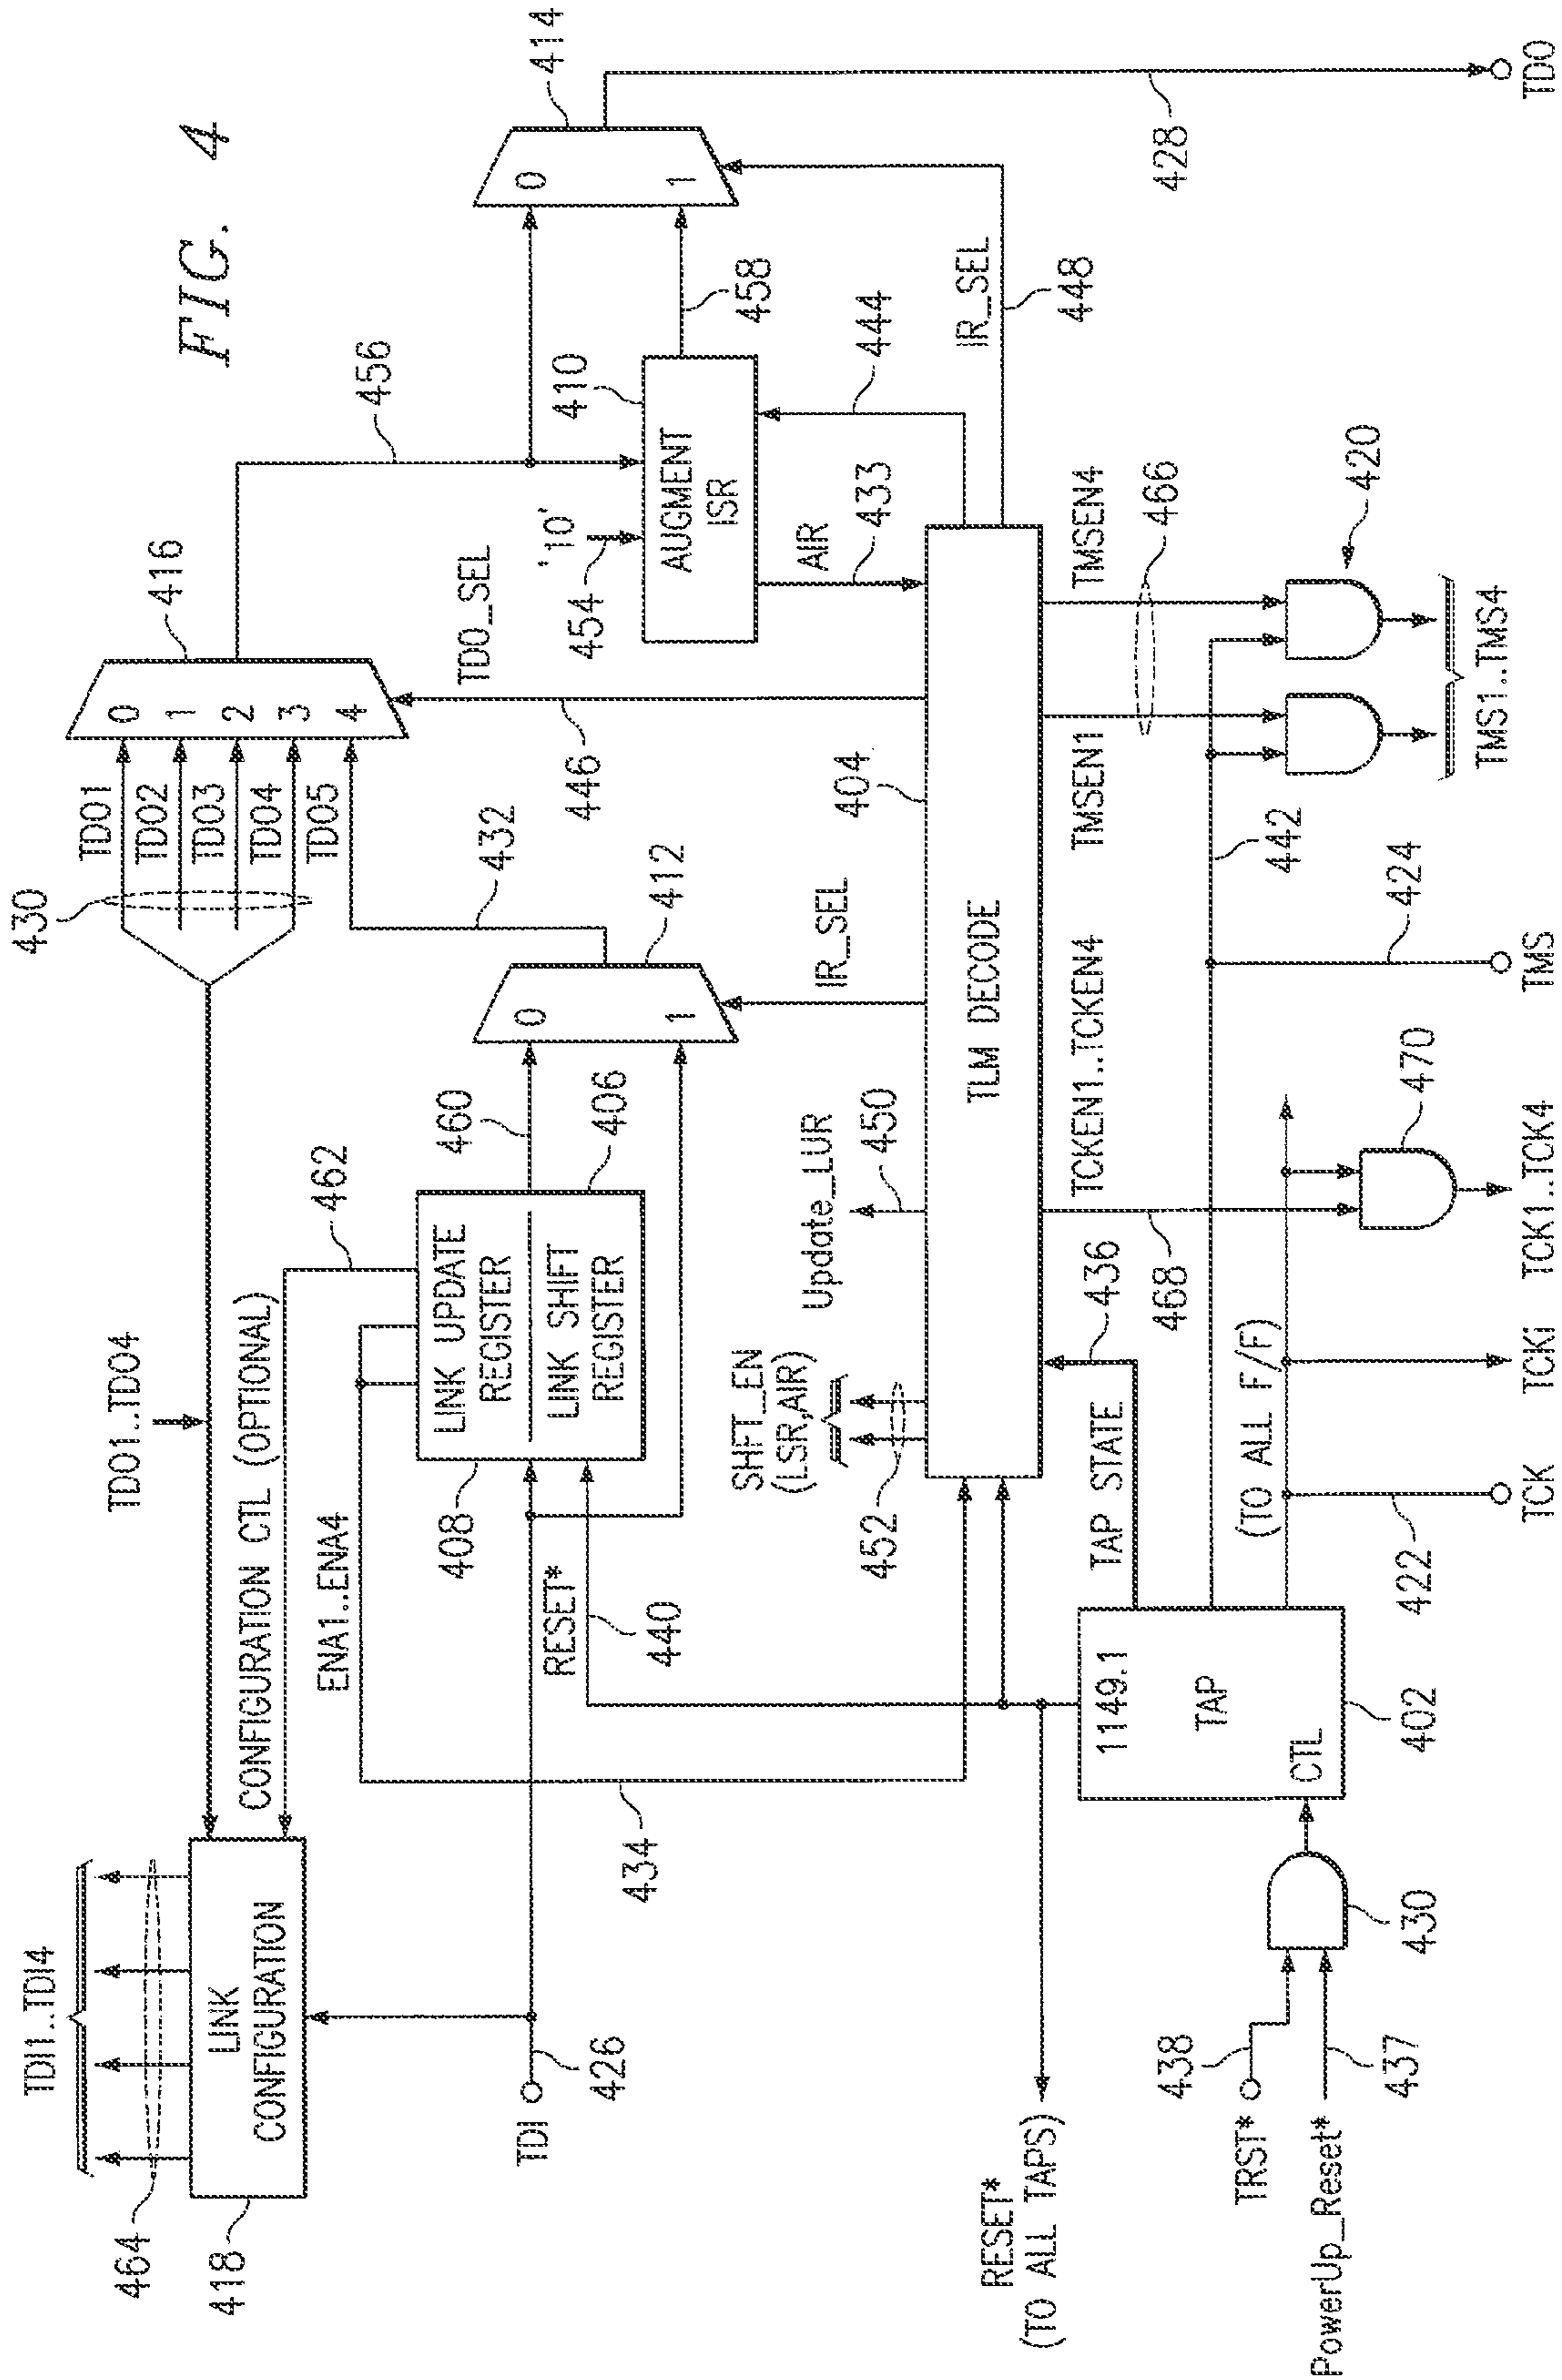 FIG. 4
TDI1..TDI4
464
418
LINK
CONFIGURATION
TDO1..TDO4
CONFIGURATION CTL (OPTIONAL)
462
430
TDO1
TDO2
TDO3
TDO4
TDO5
0
1
2
3
4
416
456
ENA1..ENA4
408
LINK UPDATE
REGISTER
LINK SHIFT
REGISTER
460
406
0
1
412
432
TDO_SEL
446
'10'
454
410
AUGMENT
ISR
458
0
1
414
TDI
426
RESET*
440
434
SHIFT_EN
(LSR,AIR)
452
Update_LUR
450
IR_SEL
AIR
433
444
IR_SEL
448
428
TDO
404
TLM DECODE
RESET*
(TO ALL TAPS)
TAP STATE
436
TCKEN1..TCKEN4
468
TMSEN1
TMSEN4
466
442
420
TMS1..TMS4
1149.1
TAP
CTL
402
TRST*
438
PowerUp_Reset*
437
430
(TO ALL F/F)
422
TCK
TCKi
470
TCK1..TCK4
424
TMS